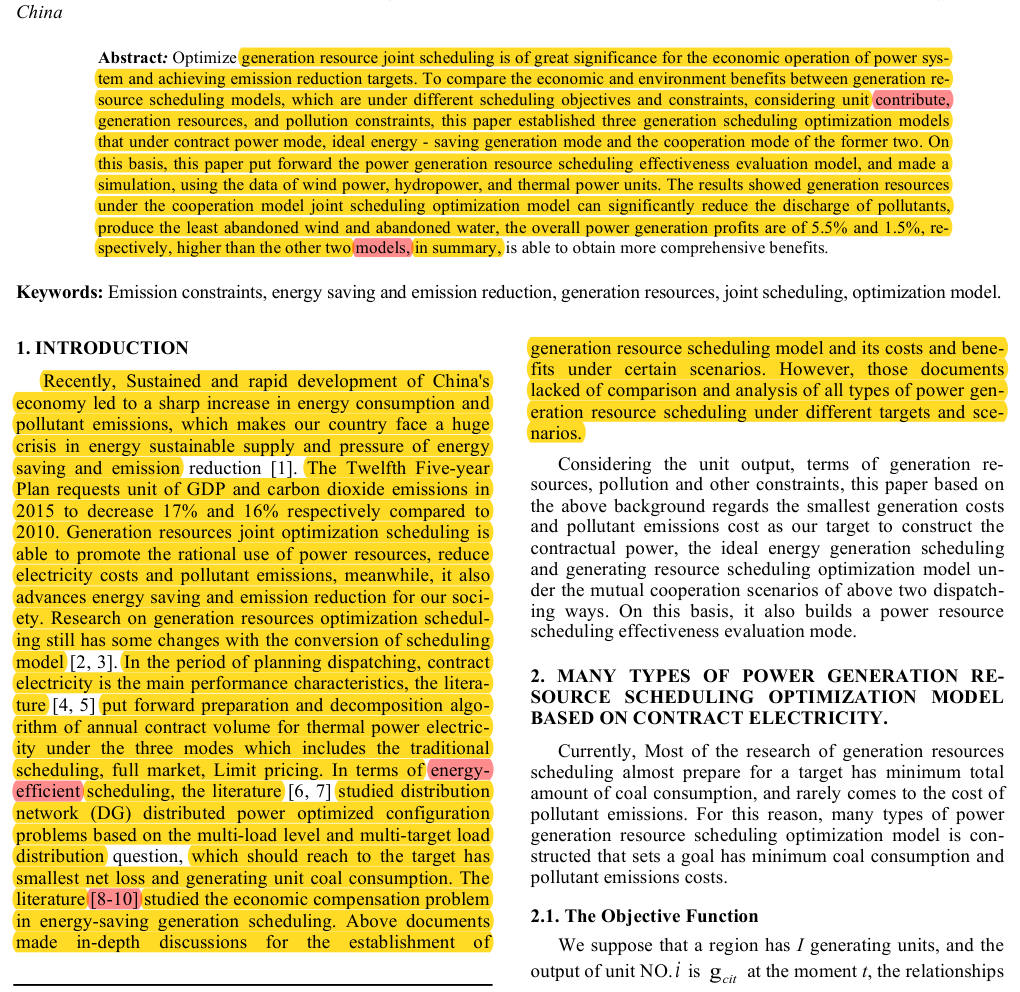 China
Abstract: Optimize generation resource joint scheduling is of great significance for the economic operation of power sys-
tem and achieving emission reduction targets. To compare the economic and environment benefits between generation re-
source scheduling models, which are under different scheduling objectives and constraints, considering unit contribute,
generation resources, and pollution constraints, this paper established three generation scheduling optimization models
that under contract power mode, ideal energy - saving generation mode and the cooperation mode of the former two. On
this basis, this paper put forward the power generation resource scheduling effectiveness evaluation model, and made a
simulation, using the data of wind power, hydropower, and thermal power units. The results showed generation resources
under the cooperation model joint scheduling optimization model can significantly reduce the discharge of pollutants,
produce the least abandoned wind and abandoned water, the overall power generation profits are of 5.5% and 1.5%, re-
spectively, higher than the other two models, in summary, is able to obtain more comprehensive benefits.
Keywords: Emission constraints, energy saving and emission reduction, generation resources, joint scheduling, optimization model.
1. INTRODUCTION
Recently, Sustained and rapid development of China's
economy led to a sharp increase in energy consumption and
pollutant emissions, which makes our country face a huge
crisis in energy sustainable supply and pressure of energy
saving and emission reduction [1]. The Twelfth Five-year
Plan requests unit of GDP and carbon dioxide emissions in
2015 to decrease 17% and 16% respectively compared to
2010. Generation resources joint optimization scheduling is
able to promote the rational use of power resources, reduce
electricity costs and pollutant emissions, meanwhile, it also
advances energy saving and emission reduction for our soci-
ety. Research on generation resources optimization schedul-
ing still has some changes with the conversion of scheduling
model [2, 3]. In the period of planning dispatching, contract
electricity is the main performance characteristics, the litera-
ture [4, 5] put forward preparation and decomposition algo-
rithm of annual contract volume for thermal power electric-
ity under the three modes which includes the traditional
scheduling, full market, Limit pricing. In terms of energy-
efficient scheduling, the literature [6, 7] studied distribution
network (DG) distributed power optimized configuration
problems based on the multi-load level and multi-target load
distribution question, which should reach to the target has
smallest net loss and generating unit coal consumption. The
literature [8-10] studied the economic compensation problem
in energy-saving generation scheduling. Above documents
made in-depth discussions for the establishment of
generation resource scheduling model and its costs and bene-
fits under certain scenarios. However, those documents
lacked of comparison and analysis of all types of power gen-
eration resource scheduling under different targets and sce-
narios.
Considering the unit output, terms of generation re-
sources, pollution and other constraints, this paper based on
the above background regards the smallest generation costs
and pollutant emissions cost as our target to construct the
contractual power, the ideal energy generation scheduling
and generating resource scheduling optimization model un-
der the mutual cooperation scenarios of above two dispatch-
ing ways. On this basis, it also builds a power resource
scheduling effectiveness evaluation mode.
2. MANY TYPES OF POWER GENERATION RE-
SOURCE SCHEDULING OPTIMIZATION MODEL
BASED ON CONTRACT ELECTRICITY.
Currently, Most of the research of generation resources
scheduling almost prepare for a target has minimum total
amount of coal consumption, and rarely comes to the cost of
pollutant emissions. For this reason, many types of power
generation resource scheduling optimization model is con-
structed that sets a goal has minimum coal consumption and
pollutant emissions costs.
2.1. The Objective Function
We suppose that a region has I generating units, and the
output of unit NO. i is g_cit at the moment t, the relationships